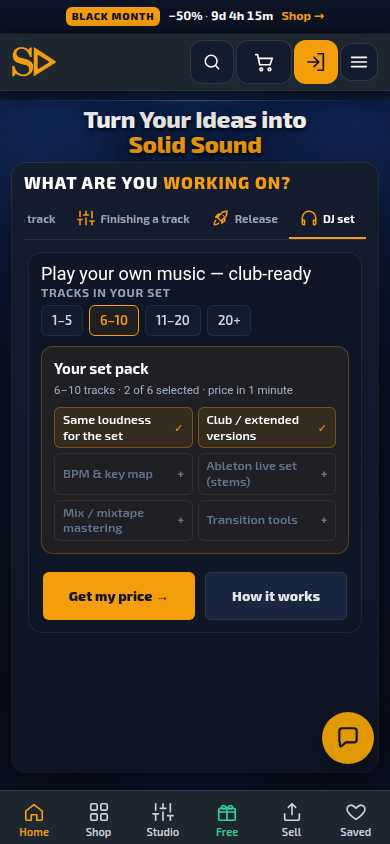 BLACK MONTH −50% · 9d 4h 15m Shop →
SD
Turn Your Ideas into
Solid Sound
WHAT ARE YOU WORKING ON?
track Finishing a track Release DJ set
Play your own music — club-ready
TRACKS IN YOUR SET
1–5 6–10 11–20 20+
Your set pack
6–10 tracks · 2 of 6 selected · price in 1 minute
Same loudness
for the set ✓
Club / extended
versions ✓
BPM & key map +
Ableton live set
(stems) +
Mix / mixtape
mastering +
Transition tools +
Get my price → How it works
Home Shop Studio Free Sell Saved